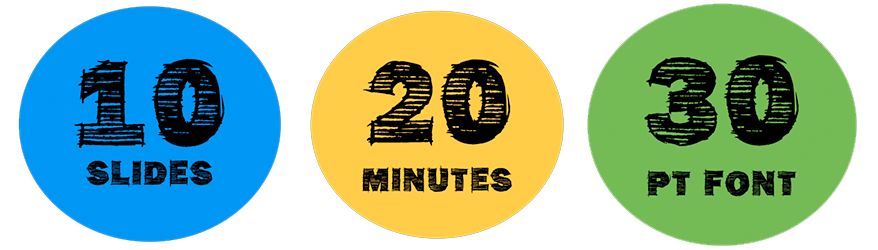 10
SLIDES
20
MINUTES
30
PT FONT